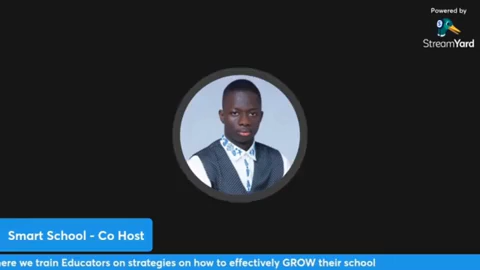 Powered by
StreamYard
Smart School - Co Host
here we train Educators on strategies on how to effectively GROW their school